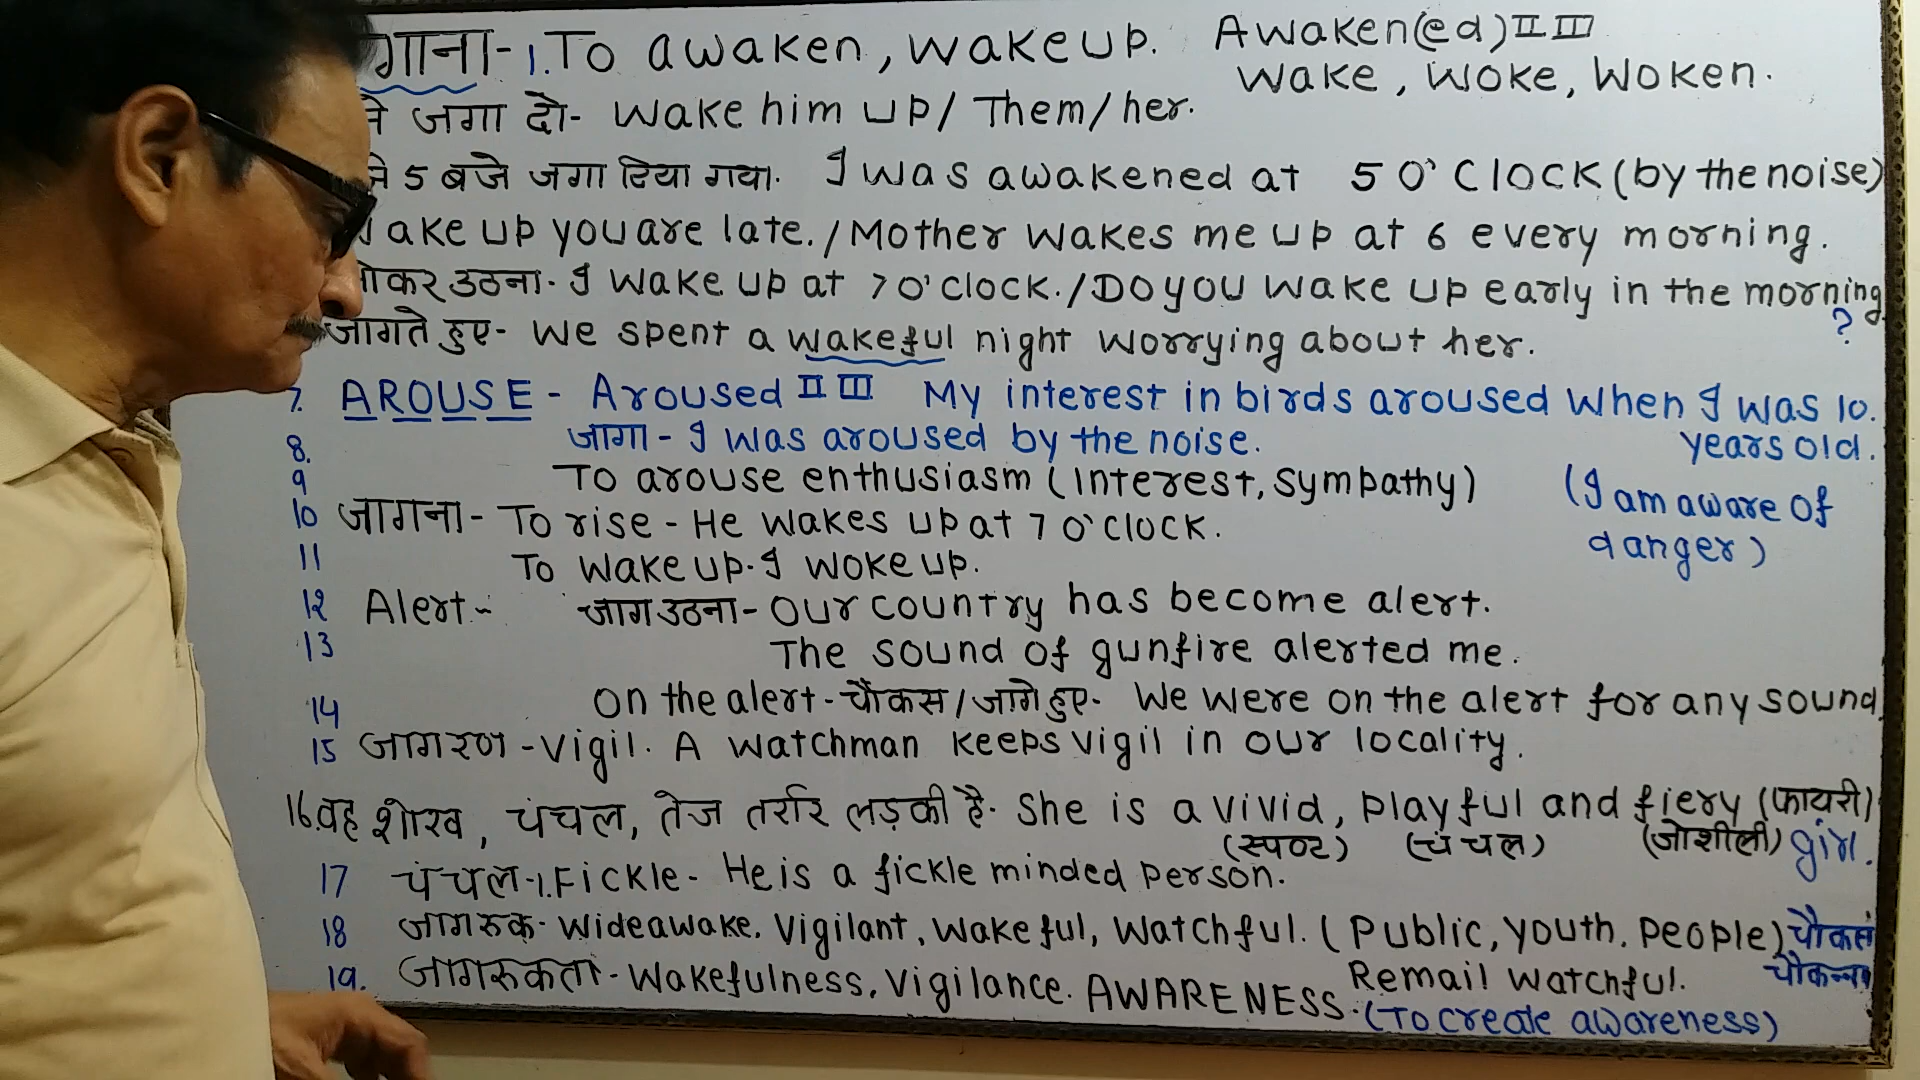 गाना- 1. To awaken, wake up. Awaken(ed) II III
Wake, Woke, Woken.
जगा दो- Wake him up/ Them/ her.
5 बजे जगा दिया गया. I was awakened at 5 O'Clock (by the noise)
ake up you are late./Mother wakes me up at 6 every morning.
कर उठना- I wake up at 7 O'clock./Do you wake up early in the morning
?
जागते हुए- We spent a wakeful night worrying about her.
7. AROUSE - Aroused II III My interest in birds aroused when I was 10.
years old.
8. जागा - I was aroused by the noise.
9 To arouse enthusiasm (interest, sympathy)
(I am aware of
danger)
10 जागना- To rise - He wakes up at 7 O'clock.
11 To wake up. I woke up.
12 Alert - जाग उठना- Our country has become alert.
13 The sound of gunfire alerted me.
14 On the alert - चौकस/जागे हुए- We were on the alert for any sound.
15 जागरण - Vigil. A watchman keeps vigil in our locality.
16. वह शोख, चंचल, तेज तर्रार लड़की है- She is a vivid, playful and fiery (फायरी)
(स्पष्ट) (चंचल) (जोशीली) girl.
17 चंचल-1. Fickle- He is a fickle minded person.
18 जागरुक- Wideawake, Vigilant, Wakeful, Watchful. (Public, youth, people) चौकस
चौकन्ना
Remail watchful.
19. जागरुकता- Wakefulness, Vigilance. AWARENESS.
(To create awareness)